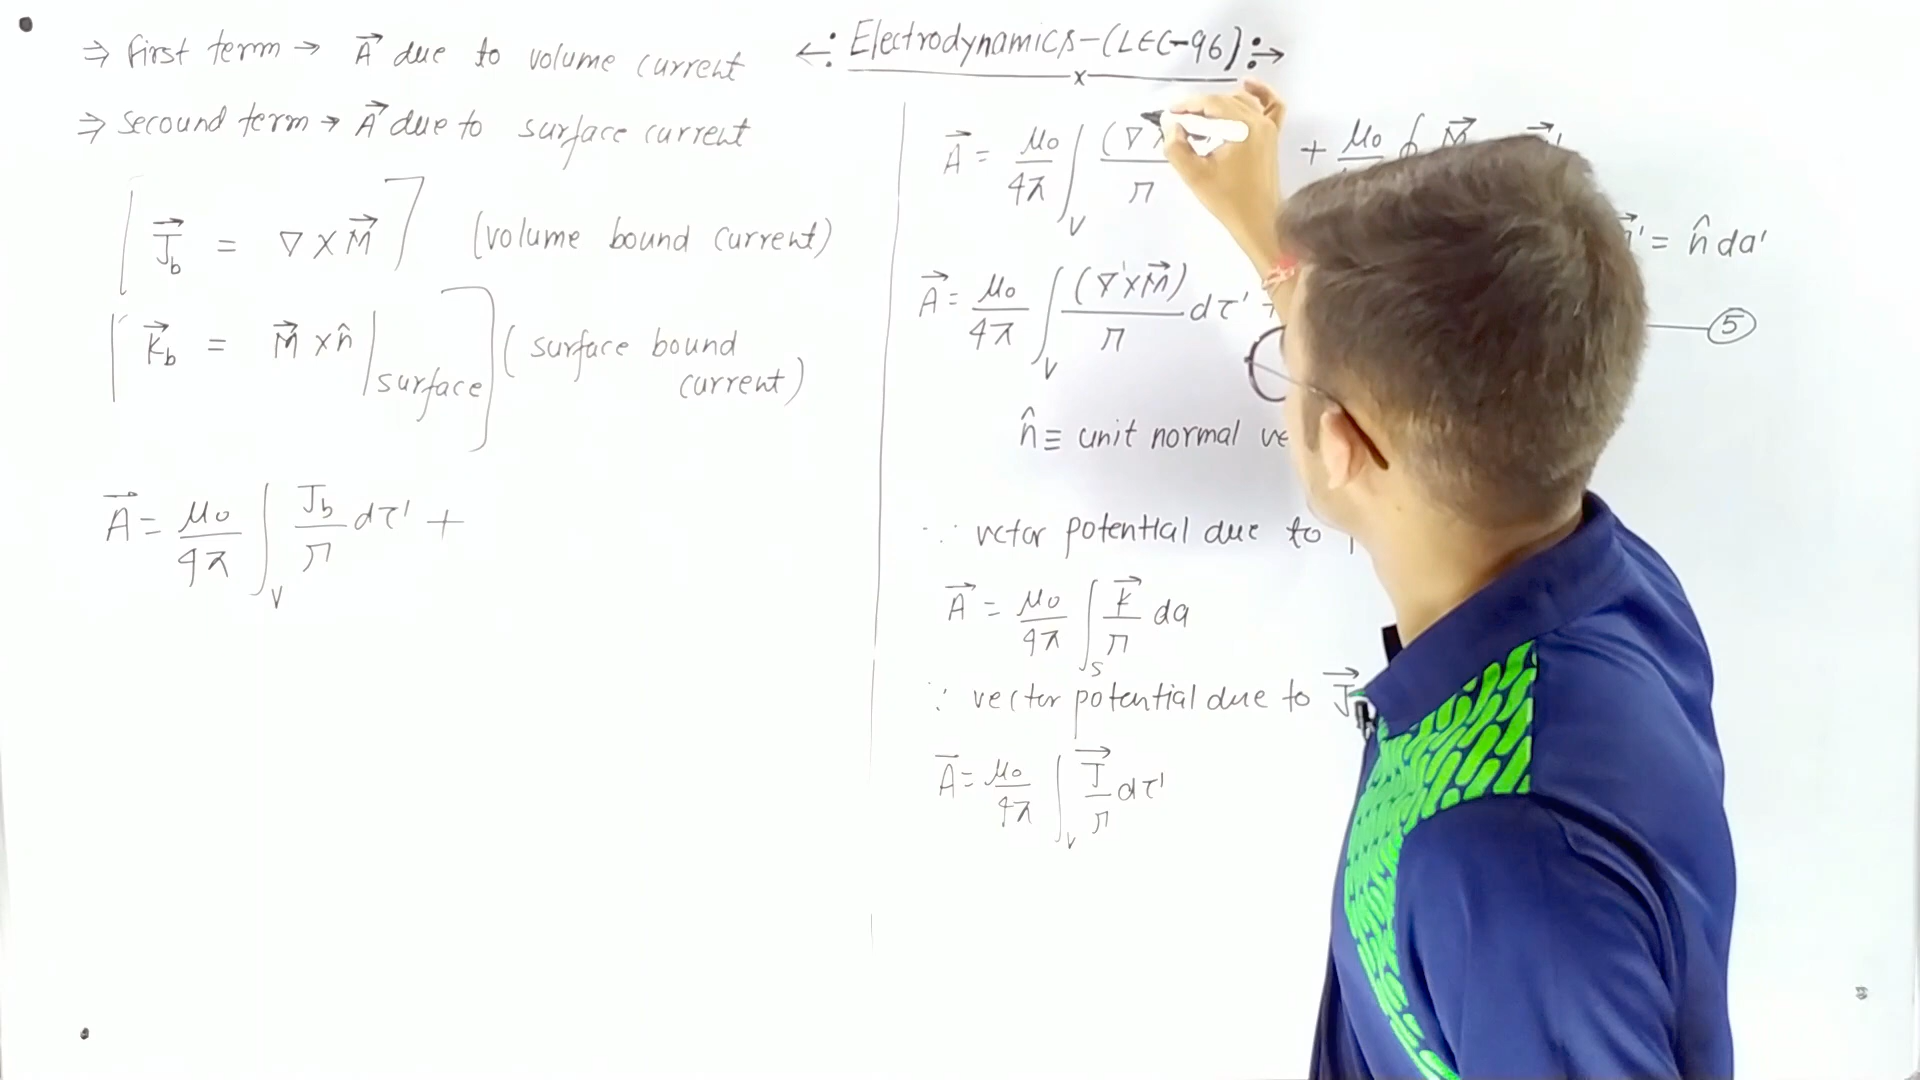 ←: Electrodynamics-(LEC-96) :→
⇒ First term → A⃗ due to volume current
⇒ Secound term → A⃗ due to surface current
J⃗b = ∇ × M⃗ (volume bound current)
K⃗b = M⃗ × n̂ |surface (surface bound
current)
A⃗ = μ₀/4π ∫V Jb/r dτ' +
A⃗ = μ₀/4π ∫V (∇ × /r + μ₀ ∮ M⃗
' = n̂ da'
A⃗ = μ₀/4π ∫V (∇' × M⃗)/r dτ' + ⑤
n̂ ≡ unit normal
∵ vector potential due to
A⃗ = μ₀/4π ∫S K⃗/r da
∵ vector potential due to J⃗
A⃗ = μ₀/4π ∫V J⃗/r dτ'